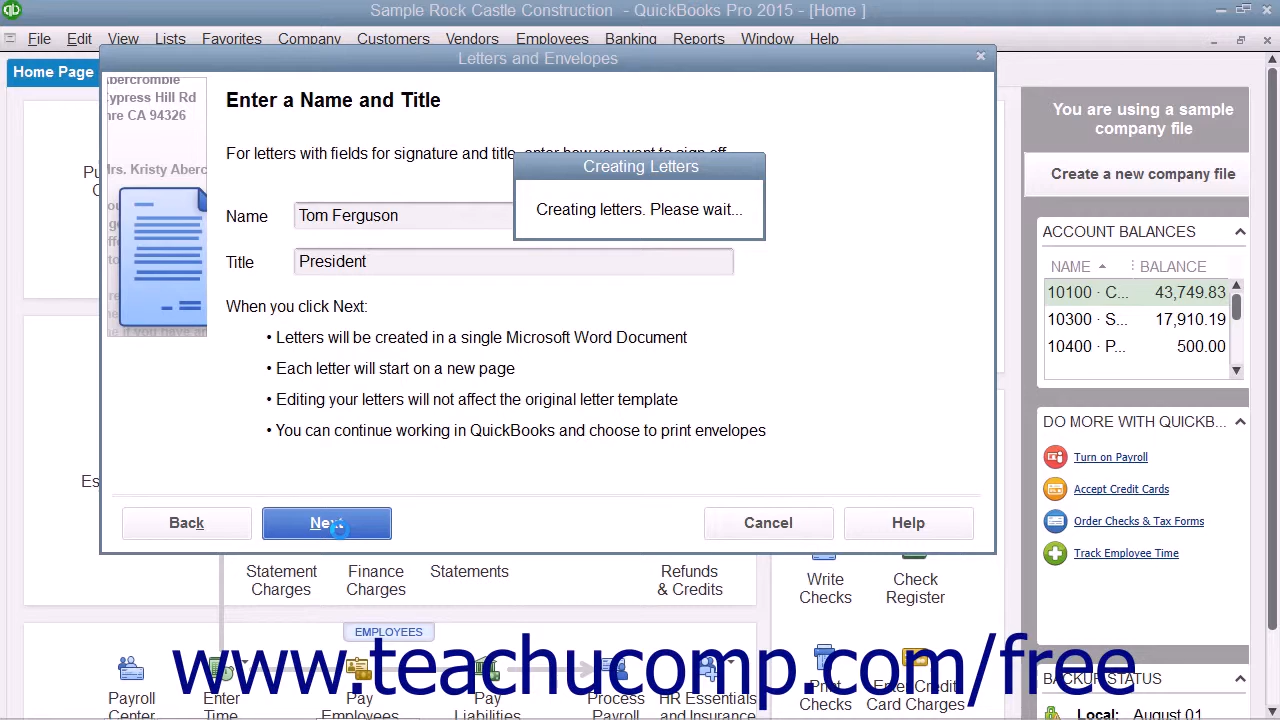 Sample Rock Castle Construction - QuickBooks Pro 2015 - [Home ]
File Edit View Lists Favorites Company Customers Vendors Employees Banking Reports Window Help
Letters and Envelopes
Home Page
Cypress Hill Rd
CA 94326
Mrs. Kristy Aberc
Enter a Name and Title
For letters with fields for signature and title, enter how you want to sign off.
Creating Letters
Creating letters. Please wait...
Name Tom Ferguson
Title President
When you click Next:
• Letters will be created in a single Microsoft Word Document
• Each letter will start on a new page
• Editing your letters will not affect the original letter template
• You can continue working in QuickBooks and choose to print envelopes
Back Next Cancel Help
You are using a sample
company file
Create a new company file
ACCOUNT BALANCES
NAME BALANCE
10100 · C... 43,749.83
10300 · S... 17,910.19
10400 · P... 500.00
DO MORE WITH QUICKB...
Turn on Payroll
Accept Credit Cards
Order Checks & Tax Forms
Track Employee Time
Statement
Charges
Finance
Charges
Statements
Refunds
& Credits
Write
Checks
Check
Register
EMPLOYEES
www.teachucomp.com/free
Payroll
Center
Enter
Time
Pay
Employees
Pay
Liabilities
Process
Payroll
HR Essentials
and Insurance
Print
Checks
Enter Credit
Card Charges
BACKUP STATUS
Local: August 01